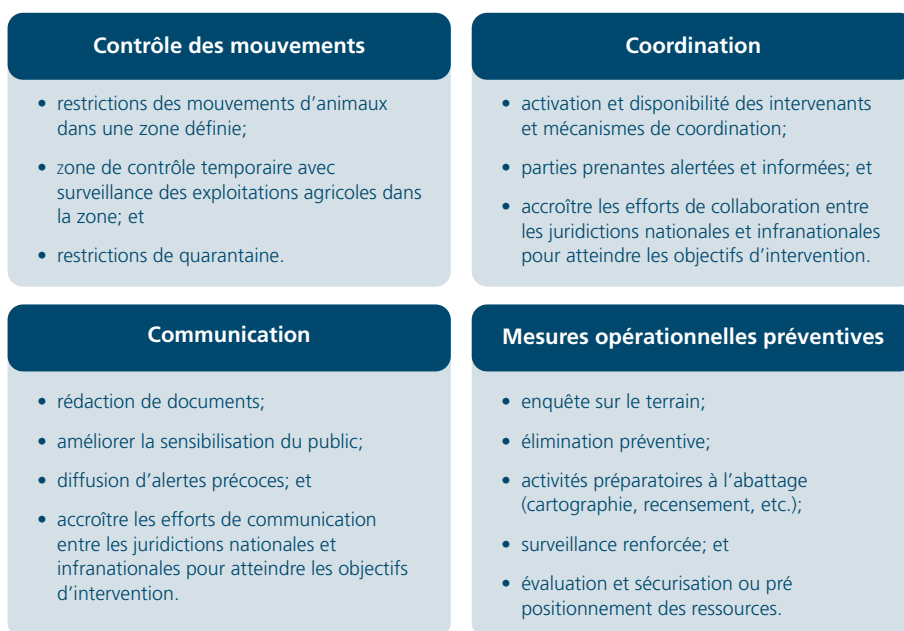 Contrôle des mouvements
• restrictions des mouvements d'animaux
dans une zone définie;
• zone de contrôle temporaire avec
surveillance des exploitations agricoles dans
la zone; et
• restrictions de quarantaine.
Coordination
• activation et disponibilité des intervenants
et mécanismes de coordination;
• parties prenantes alertées et informées; et
• accroître les efforts de collaboration entre
les juridictions nationales et infranationales
pour atteindre les objectifs d'intervention.
Communication
• rédaction de documents;
• améliorer la sensibilisation du public;
• diffusion d'alertes précoces; et
• accroître les efforts de communication
entre les juridictions nationales et
infranationales pour atteindre les objectifs
d'intervention.
Mesures opérationnelles préventives
• enquête sur le terrain;
• élimination préventive;
• activités préparatoires à l'abattage
(cartographie, recensement, etc.);
• surveillance renforcée; et
• évaluation et sécurisation ou pré
positionnement des ressources.